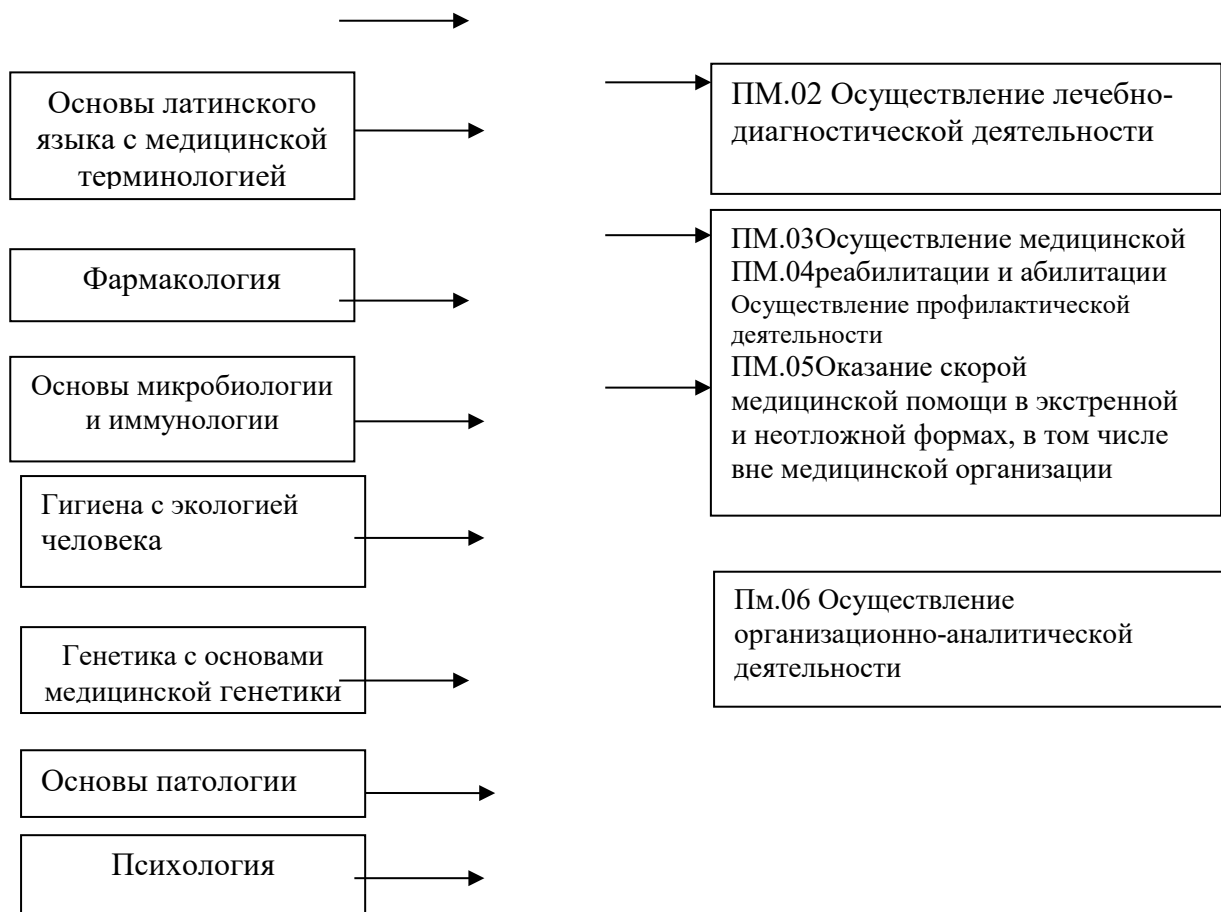 Основы латинского
языка с медицинской
терминологией
Фармакология
Основы микробиологии
и иммунологии
Гигиена с экологией
человека
Генетика с основами
медицинской генетики
Основы патологии
Психология
ПМ.02 Осуществление лечебно-
диагностической деятельности
ПМ.03Осуществление медицинской
ПМ.04реабилитации и абилитации
Осуществление профилактической
деятельности
ПМ.05Оказание скорой
медицинской помощи в экстренной
и неотложной формах, в том числе
вне медицинской организации
Пм.06 Осуществление
организационно-аналитической
деятельности